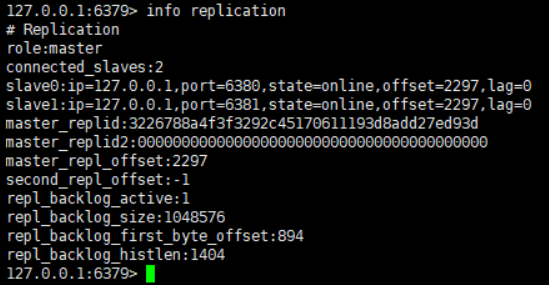 127.0.0.1:6379> info replication
# Replication
role:master
connected_slaves:2
slave0:ip=127.0.0.1,port=6380,state=online,offset=2297,lag=0
slave1:ip=127.0.0.1,port=6381,state=online,offset=2297,lag=0
master_replid:3226788a4f3f3292c45170611193d8add27ed93d
master_replid2:0000000000000000000000000000000000000000
master_repl_offset:2297
second_repl_offset:-1
repl_backlog_active:1
repl_backlog_size:1048576
repl_backlog_first_byte_offset:894
repl_backlog_histlen:1404
127.0.0.1:6379>